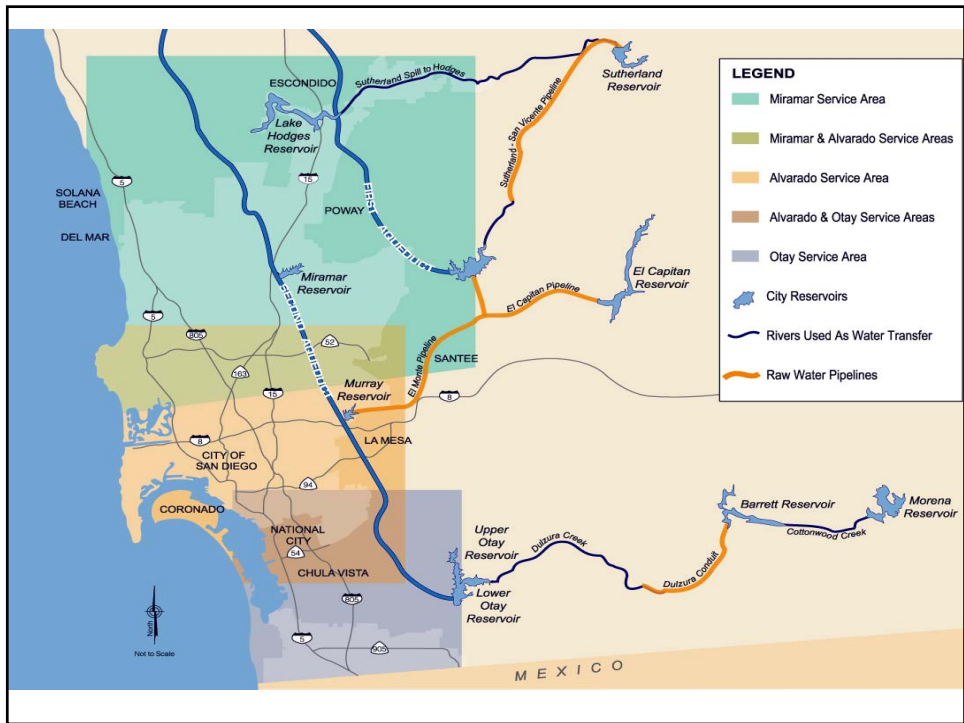 ESCONDIDO
Sutherland Spill to Hodges
Sutherland
Reservoir
Lake
Hodges
Reservoir
Sutherland - San Vicente Pipeline
15
5
SOLANA
BEACH
POWAY
DEL MAR
FIRST AQUEDUCT
Miramar
Reservoir
El Capitan
Reservoir
El Capitan Pipeline
SECOND AQUEDUCT
5
805
52
163
SANTEE
El Monte Pipeline
15
Murray
Reservoir
8
8
LA MESA
CITY OF
SAN DIEGO
94
CORONADO
NATIONAL
CITY
54
CHULA VISTA
Upper
Otay
Reservoir
Lower
Otay
Reservoir
Dulzura Creek
Barrett Reservoir
Morena
Reservoir
Cottonwood Creek
Dulzura Conduit
805
5
905
North
Not to Scale
MEXICO
LEGEND
Miramar Service Area
Miramar & Alvarado Service Areas
Alvarado Service Area
Alvarado & Otay Service Areas
Otay Service Area
City Reservoirs
Rivers Used As Water Transfer
Raw Water Pipelines